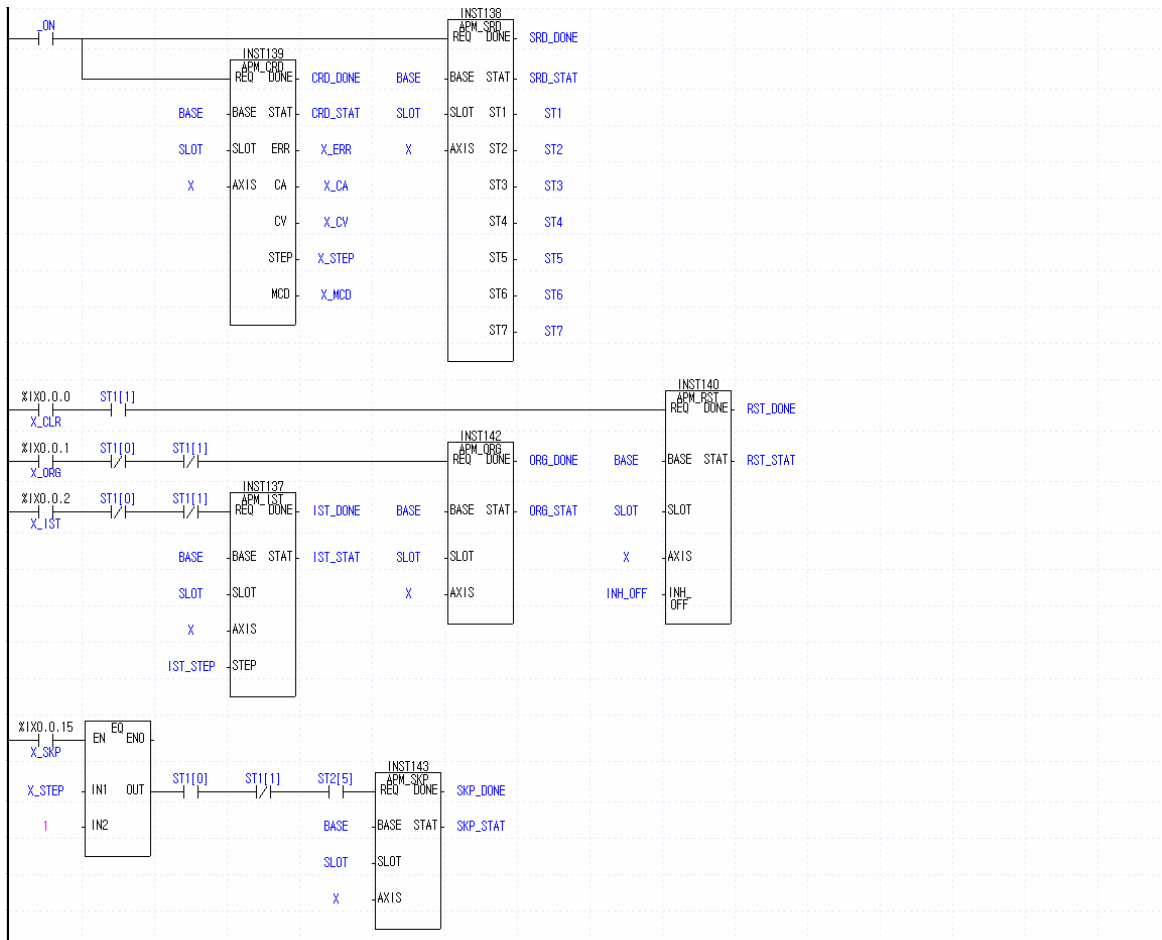 _ON
INST138
APM_SRD
REQ DONE SRD_DONE
INST139
APM_CRD
REQ DONE CRD_DONE BASE BASE STAT SRD_STAT
BASE BASE STAT CRD_STAT SLOT SLOT ST1 ST1
SLOT SLOT ERR X_ERR X AXIS ST2 ST2
X AXIS CA X_CA ST3 ST3
CV X_CV ST4 ST4
STEP X_STEP ST5 ST5
MCD X_MCD ST6 ST6
ST7 ST7
INST140
APM_RST
%IX0.0.0 ST1[1] REQ DONE RST_DONE
X_CLR
INST142
APM_ORG
%IX0.0.1 ST1[0] ST1[1] REQ DONE ORG_DONE BASE BASE STAT RST_STAT
X_ORG
INST137
APM_IST
%IX0.0.2 ST1[0] ST1[1] REQ DONE IST_DONE BASE BASE STAT ORG_STAT SLOT SLOT
X_IST
BASE BASE STAT IST_STAT SLOT SLOT X AXIS
SLOT SLOT X AXIS INH_OFF INH_
OFF
X AXIS
IST_STEP STEP
%IX0.0.15 EQ
EN ENO
X_SKP
INST143
APM_SKP
X_STEP IN1 OUT ST1[0] ST1[1] ST2[5] REQ DONE SKP_DONE
1 IN2 BASE BASE STAT SKP_STAT
SLOT SLOT
X AXIS